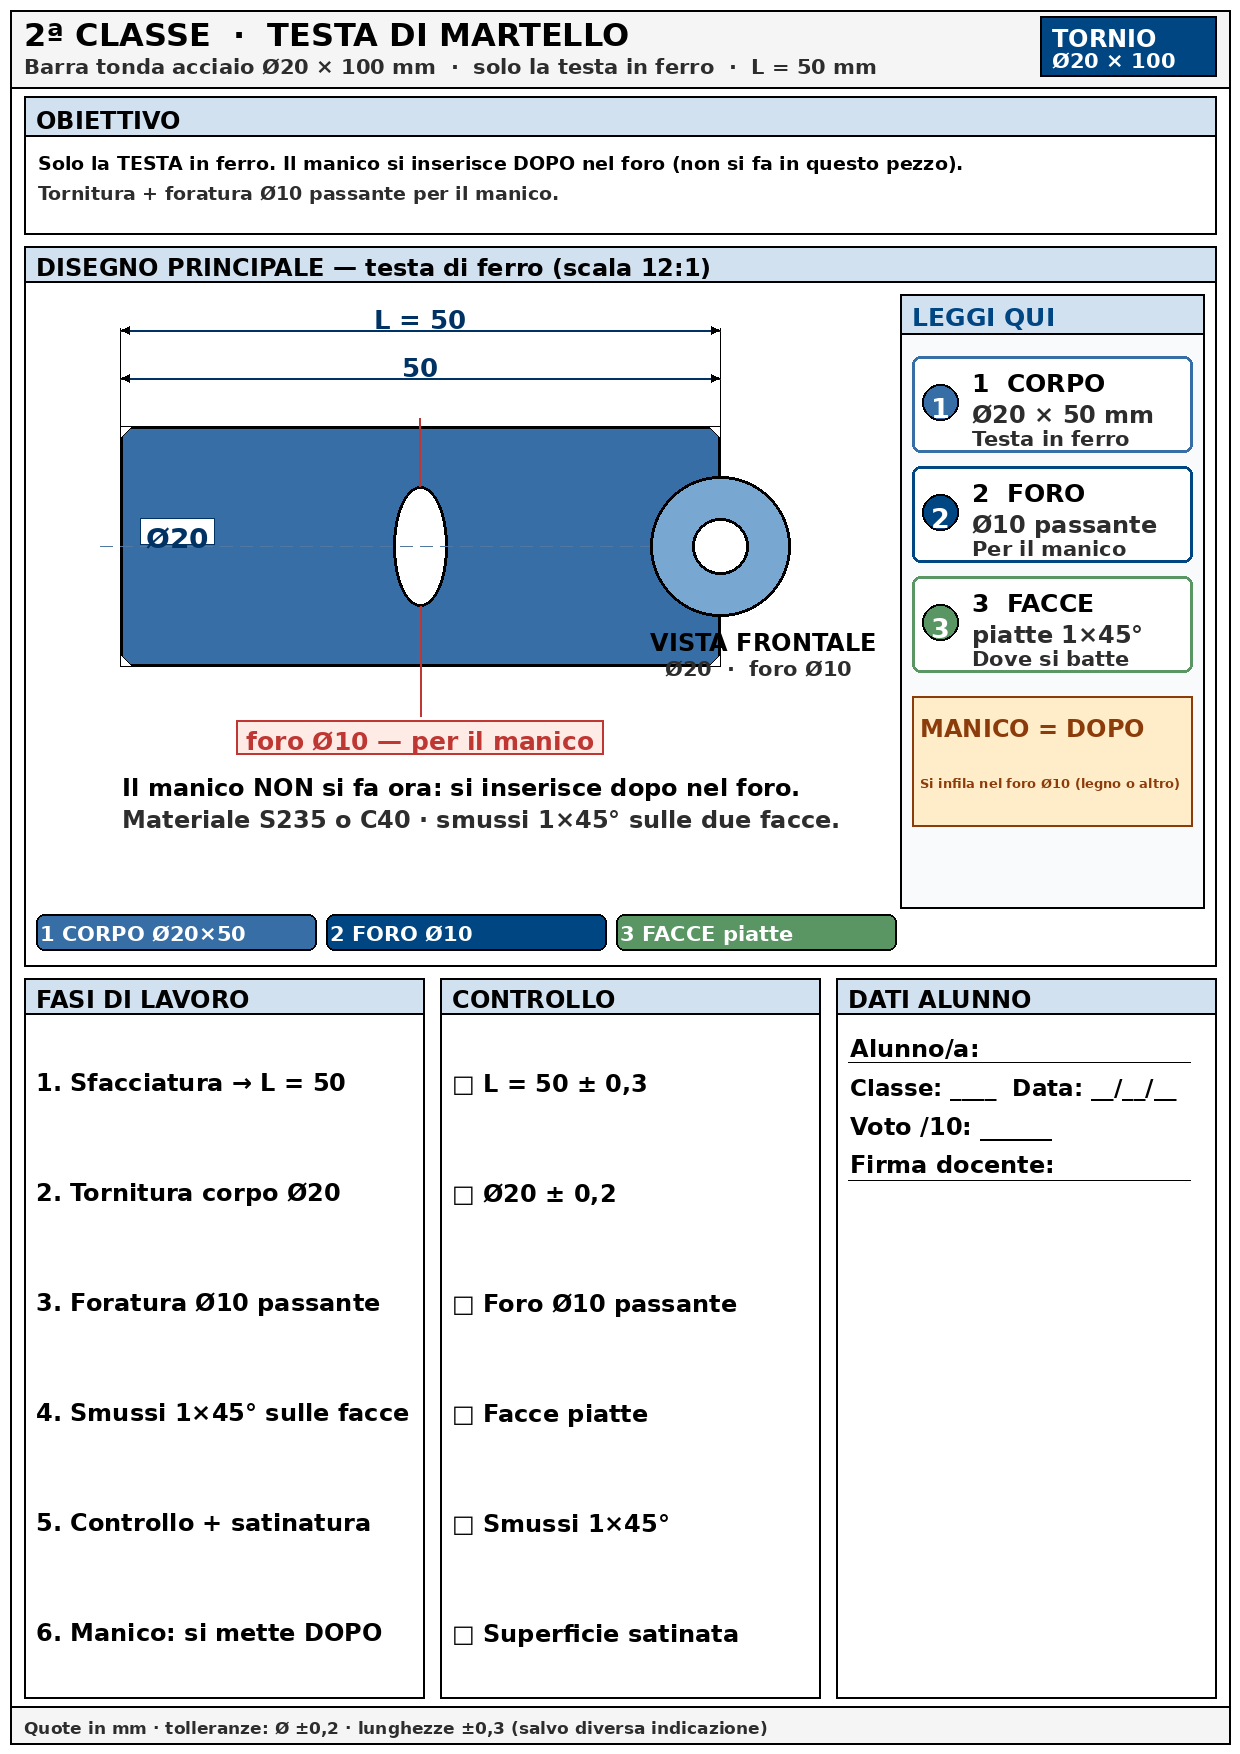 2ª CLASSE · TESTA DI MARTELLO
Barra tonda acciaio Ø20 × 100 mm · solo la testa in ferro · L = 50 mm
TORNIO
Ø20 × 100
OBIETTIVO
Solo la TESTA in ferro. Il manico si inserisce DOPO nel foro (non si fa in questo pezzo).
Tornitura + foratura Ø10 passante per il manico.
DISEGNO PRINCIPALE — testa di ferro (scala 12:1)
L = 50
50
Ø20
VISTA FRONTALE
Ø20 · foro Ø10
foro Ø10 — per il manico
Il manico NON si fa ora: si inserisce dopo nel foro.
Materiale S235 o C40 · smussi 1×45° sulle due facce.
LEGGI QUI
1
1 CORPO
Ø20 × 50 mm
Testa in ferro
2
2 FORO
Ø10 passante
Per il manico
3
3 FACCE
piatte 1×45°
Dove si batte
MANICO = DOPO
Si infila nel foro Ø10 (legno o altro)
1 CORPO Ø20×50
2 FORO Ø10
3 FACCE piatte
FASI DI LAVORO
1. Sfacciatura → L = 50
2. Tornitura corpo Ø20
3. Foratura Ø10 passante
4. Smussi 1×45° sulle facce
5. Controllo + satinatura
6. Manico: si mette DOPO
CONTROLLO
□ L = 50 ± 0,3
□ Ø20 ± 0,2
□ Foro Ø10 passante
□ Facce piatte
□ Smussi 1×45°
□ Superficie satinata
DATI ALUNNO
Alunno/a:
Classe: ____ Data: __/__/__
Voto /10: ______
Firma docente:
Quote in mm · tolleranze: Ø ±0,2 · lunghezze ±0,3 (salvo diversa indicazione)